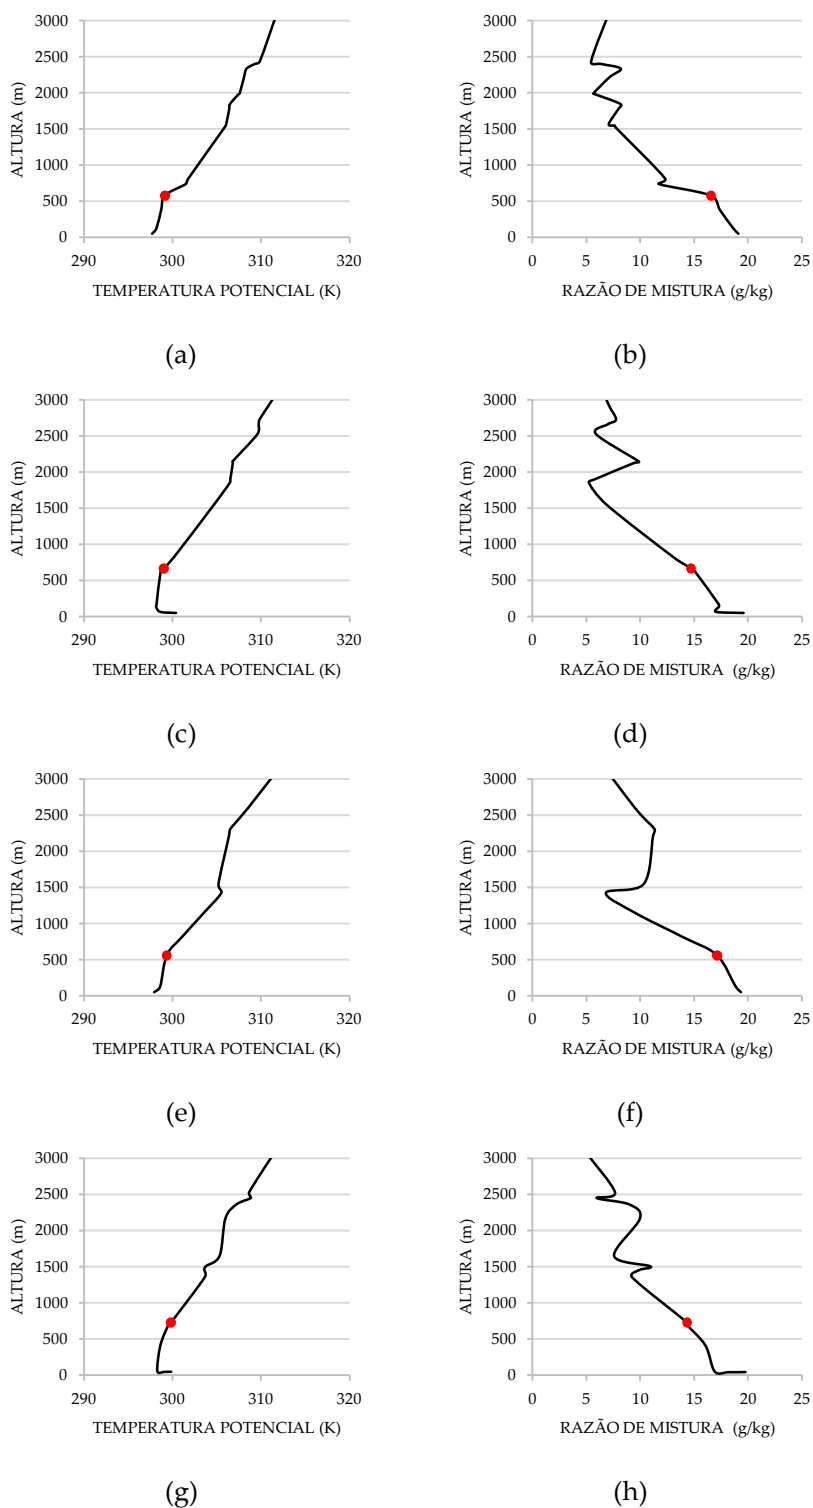 3000
2500
2000
1500
1000
500
0
ALTURA (m)
290 300 310 320
TEMPERATURA POTENCIAL (K)
(a)
3000
2500
2000
1500
1000
500
0
ALTURA (m)
0 5 10 15 20 25
RAZÃO DE MISTURA (g/kg)
(b)
3000
2500
2000
1500
1000
500
0
ALTURA (m)
290 300 310 320
TEMPERATURA POTENCIAL (K)
(c)
3000
2500
2000
1500
1000
500
0
ALTURA (m)
0 5 10 15 20 25
RAZÃO DE MISTURA (g/kg)
(d)
3000
2500
2000
1500
1000
500
0
ALTURA (m)
290 300 310 320
TEMPERATURA POTENCIAL (K)
(e)
3000
2500
2000
1500
1000
500
0
ALTURA (m)
0 5 10 15 20 25
RAZÃO DE MISTURA (g/kg)
(f)
3000
2500
2000
1500
1000
500
0
ALTURA (m)
290 300 310 320
TEMPERATURA POTENCIAL (K)
(g)
3000
2500
2000
1500
1000
500
0
ALTURA (m)
0 5 10 15 20 25
RAZÃO DE MISTURA (g/kg)
(h)